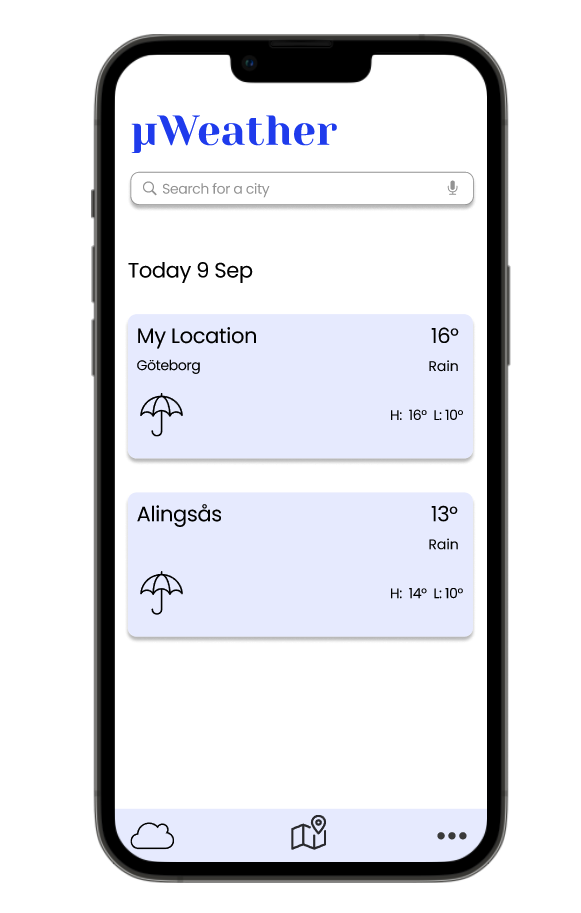 µWeather
Search for a city
Today 9 Sep
My Location 16°
Göteborg Rain
H: 16° L: 10°
Alingsås 13°
Rain
H: 14° L: 10°